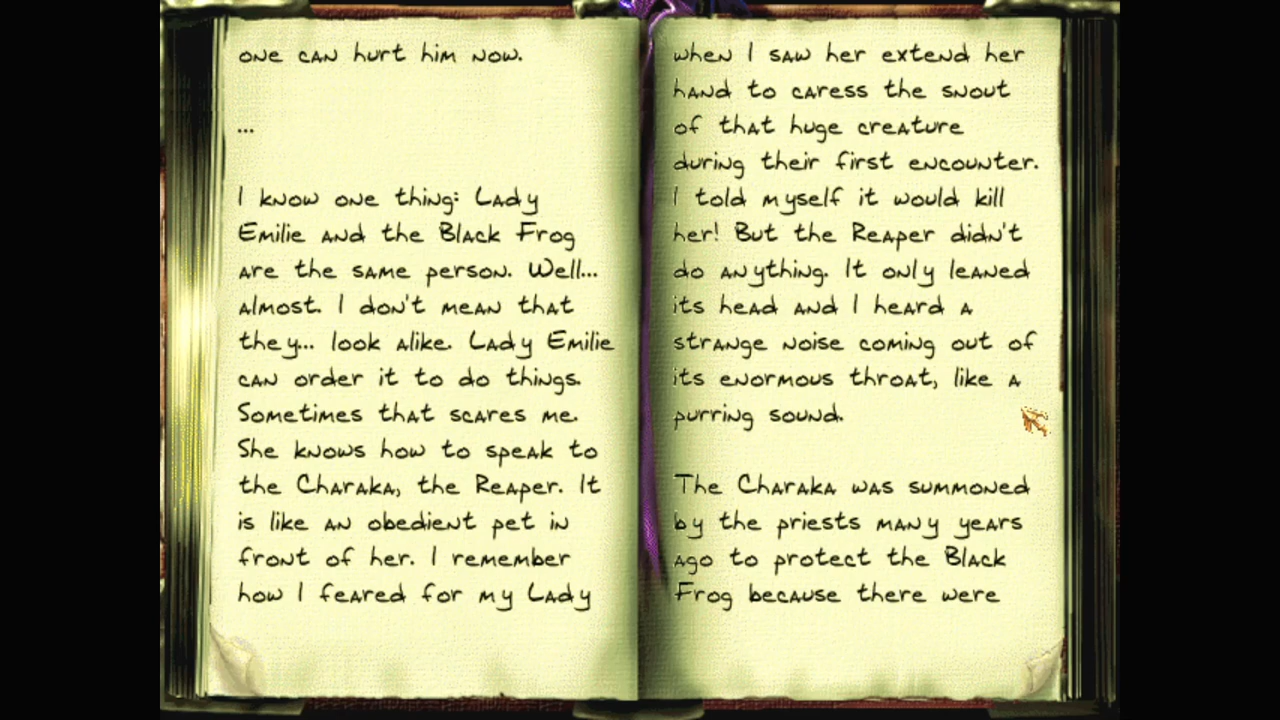 one can hurt him now.
...
I know one thing: Lady
Emilie and the Black Frog
are the same person. Well...
almost. I don't mean that
they... look alike. Lady Emilie
can order it to do things.
Sometimes that scares me.
She knows how to speak to
the Charaka, the Reaper. It
is like an obedient pet in
front of her. I remember
how I feared for my Lady
when I saw her extend her
hand to caress the snout
of that huge creature
during their first encounter.
I told myself it would kill
her! But the Reaper didn't
do anything. It only leaned
its head and I heard a
strange noise coming out of
its enormous throat, like a
purring sound.
The Charaka was summoned
by the priests many years
ago to protect the Black
Frog because there were